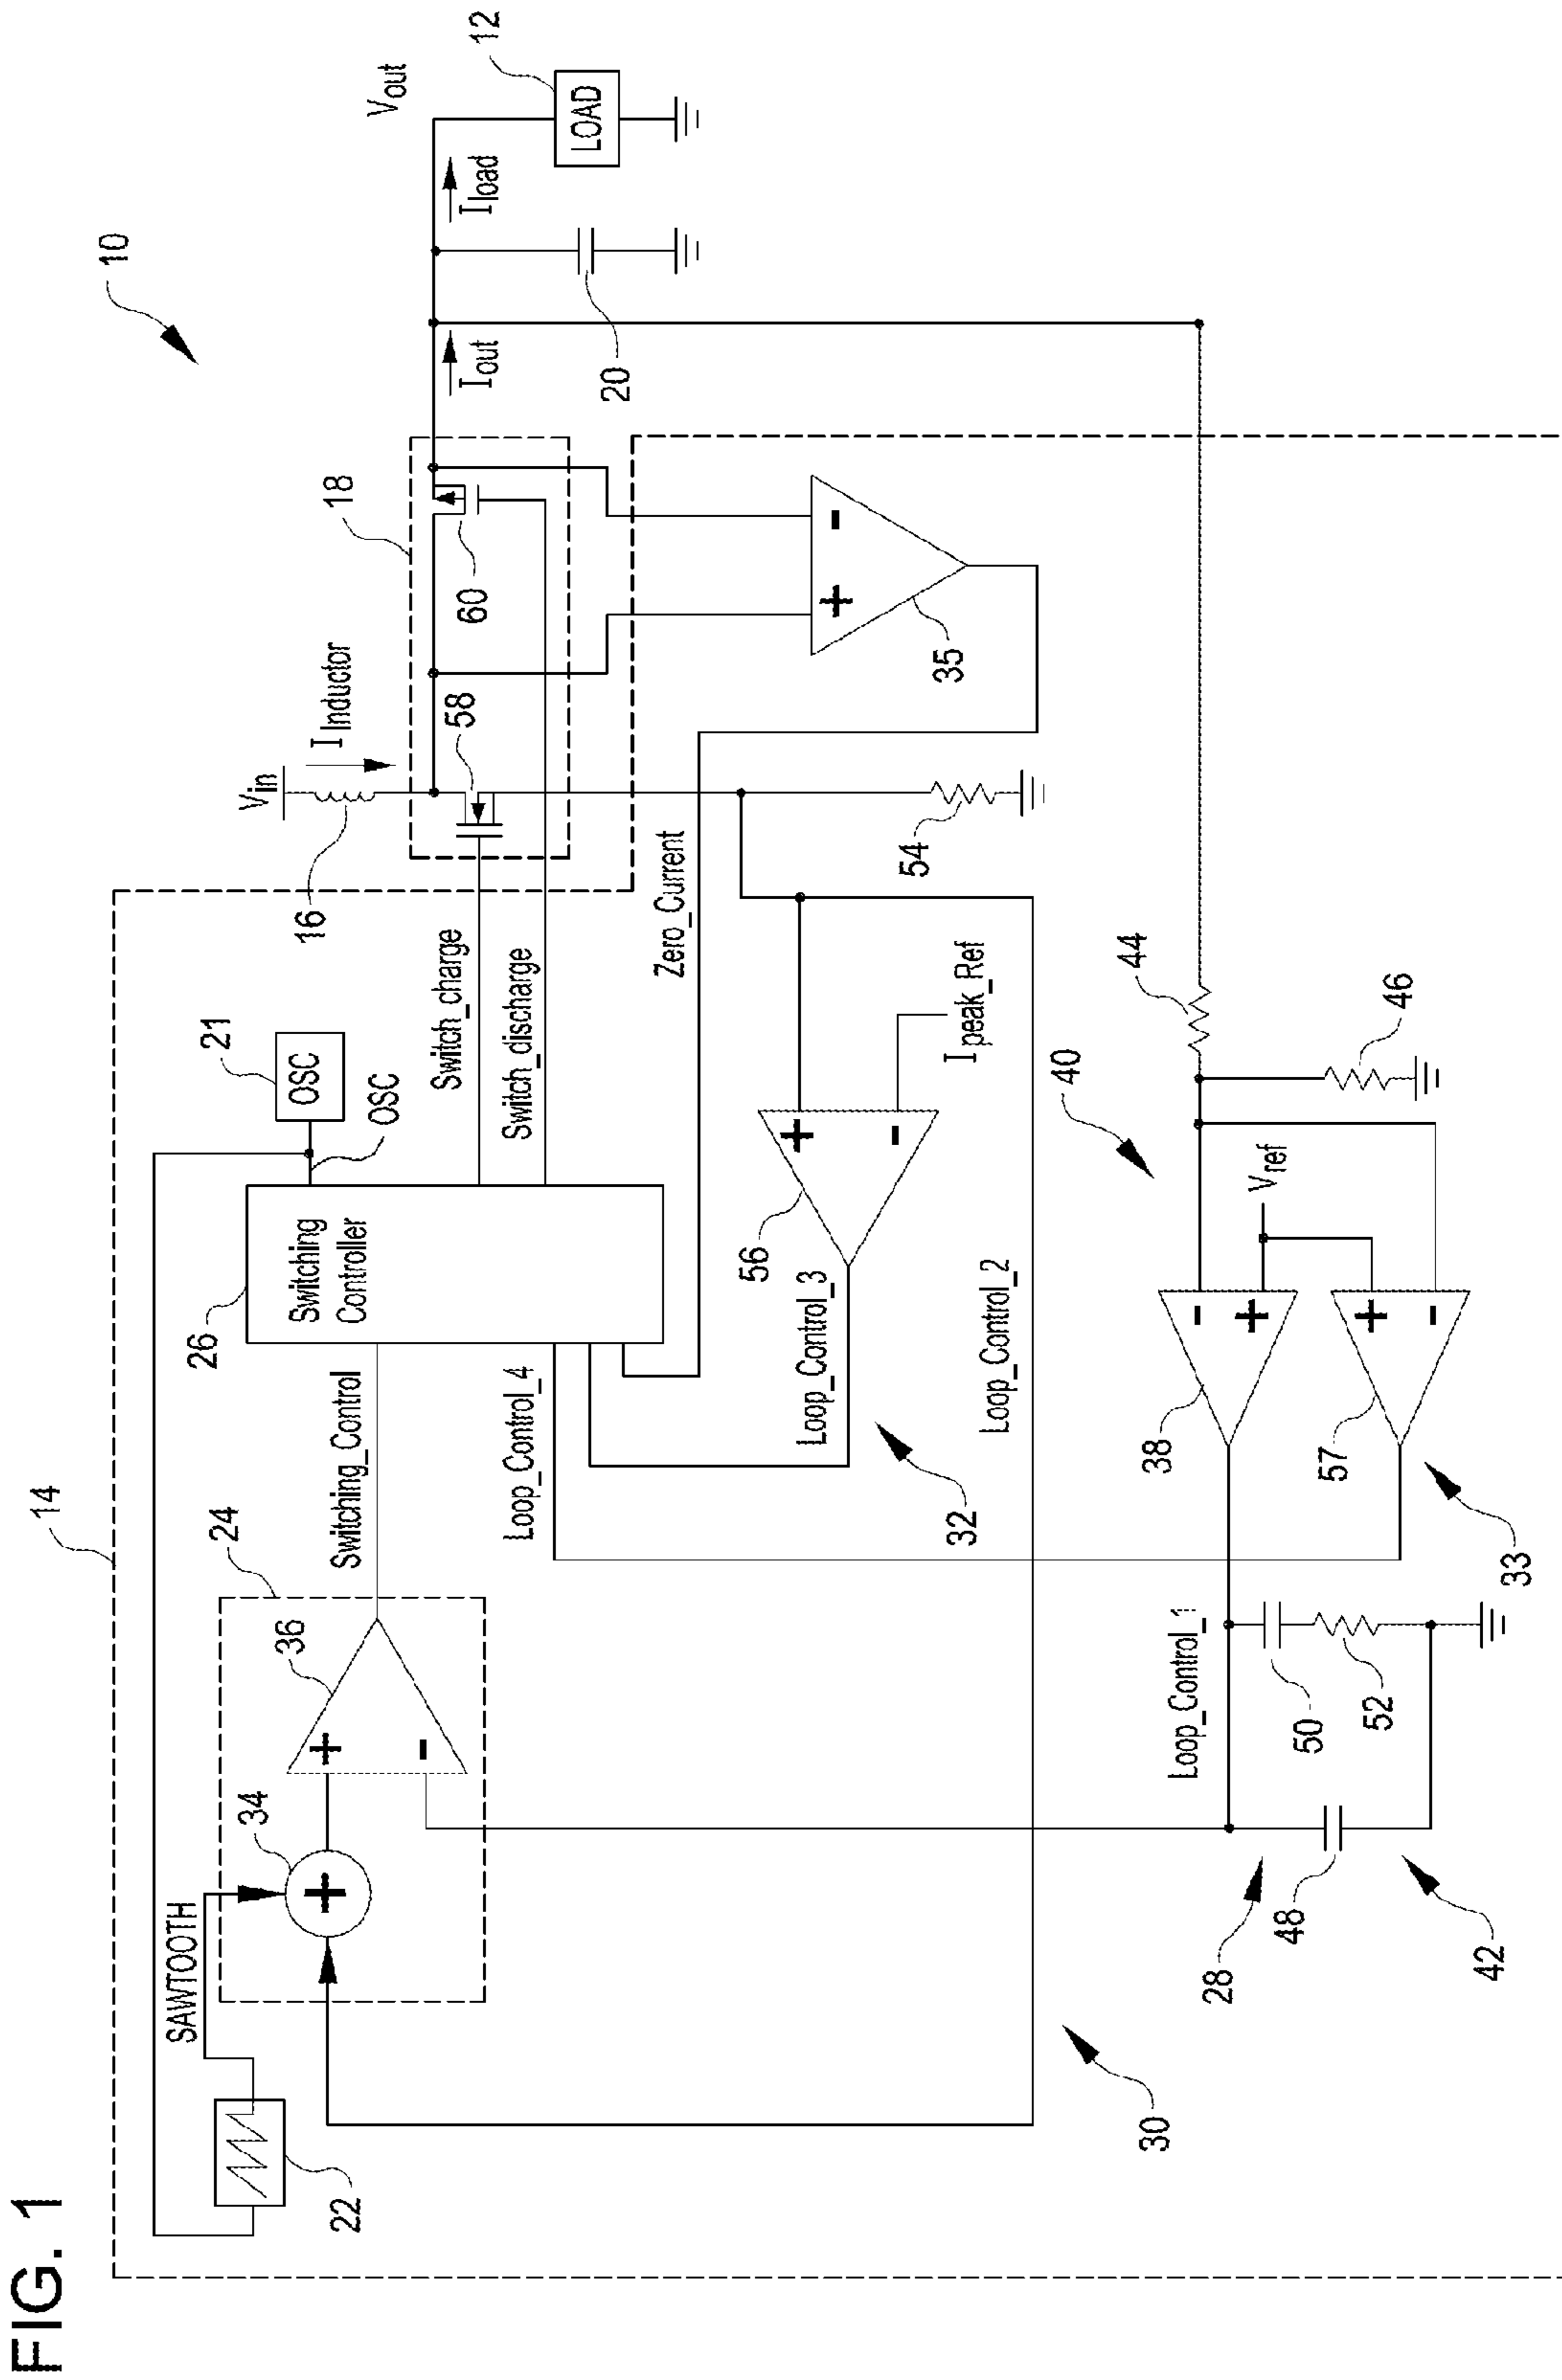 FIG. 1
10
14
Vin
IInductor
16
18
58
60
Iout
Iload
Vout
12
LOAD
20
21
OSC
OSC
22
SAWTOOTH
24
34
36
Switching_Control
26
Switching
Controller
Switch_charge
Switch_discharge
Zero_Current
35
54
Loop_Control_4
Loop_Control_3
56
Ipeak_Ref
32
Loop_Control_2
30
44
46
40
Vref
38
57
33
Loop_Control_1
50
52
48
28
42
+
+
-
+
-
+
-
-
+
+
-